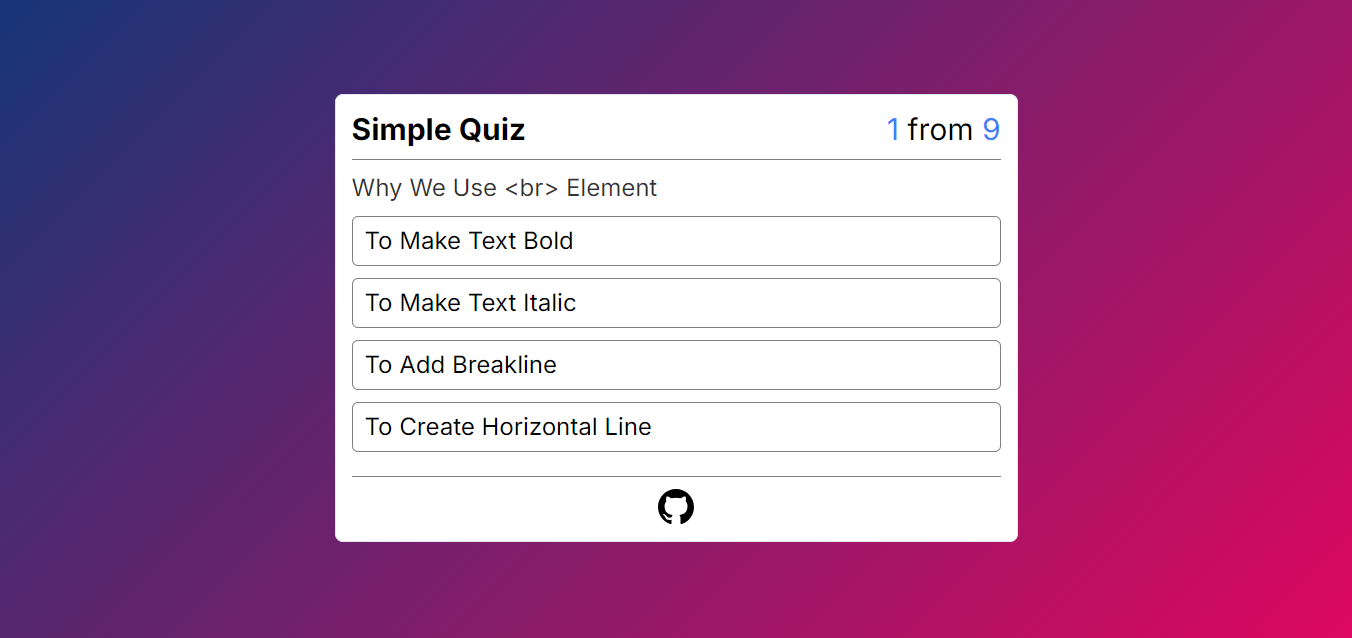 Simple Quiz 1 from 9
Why We Use <br> Element
To Make Text Bold
To Make Text Italic
To Add Breakline
To Create Horizontal Line